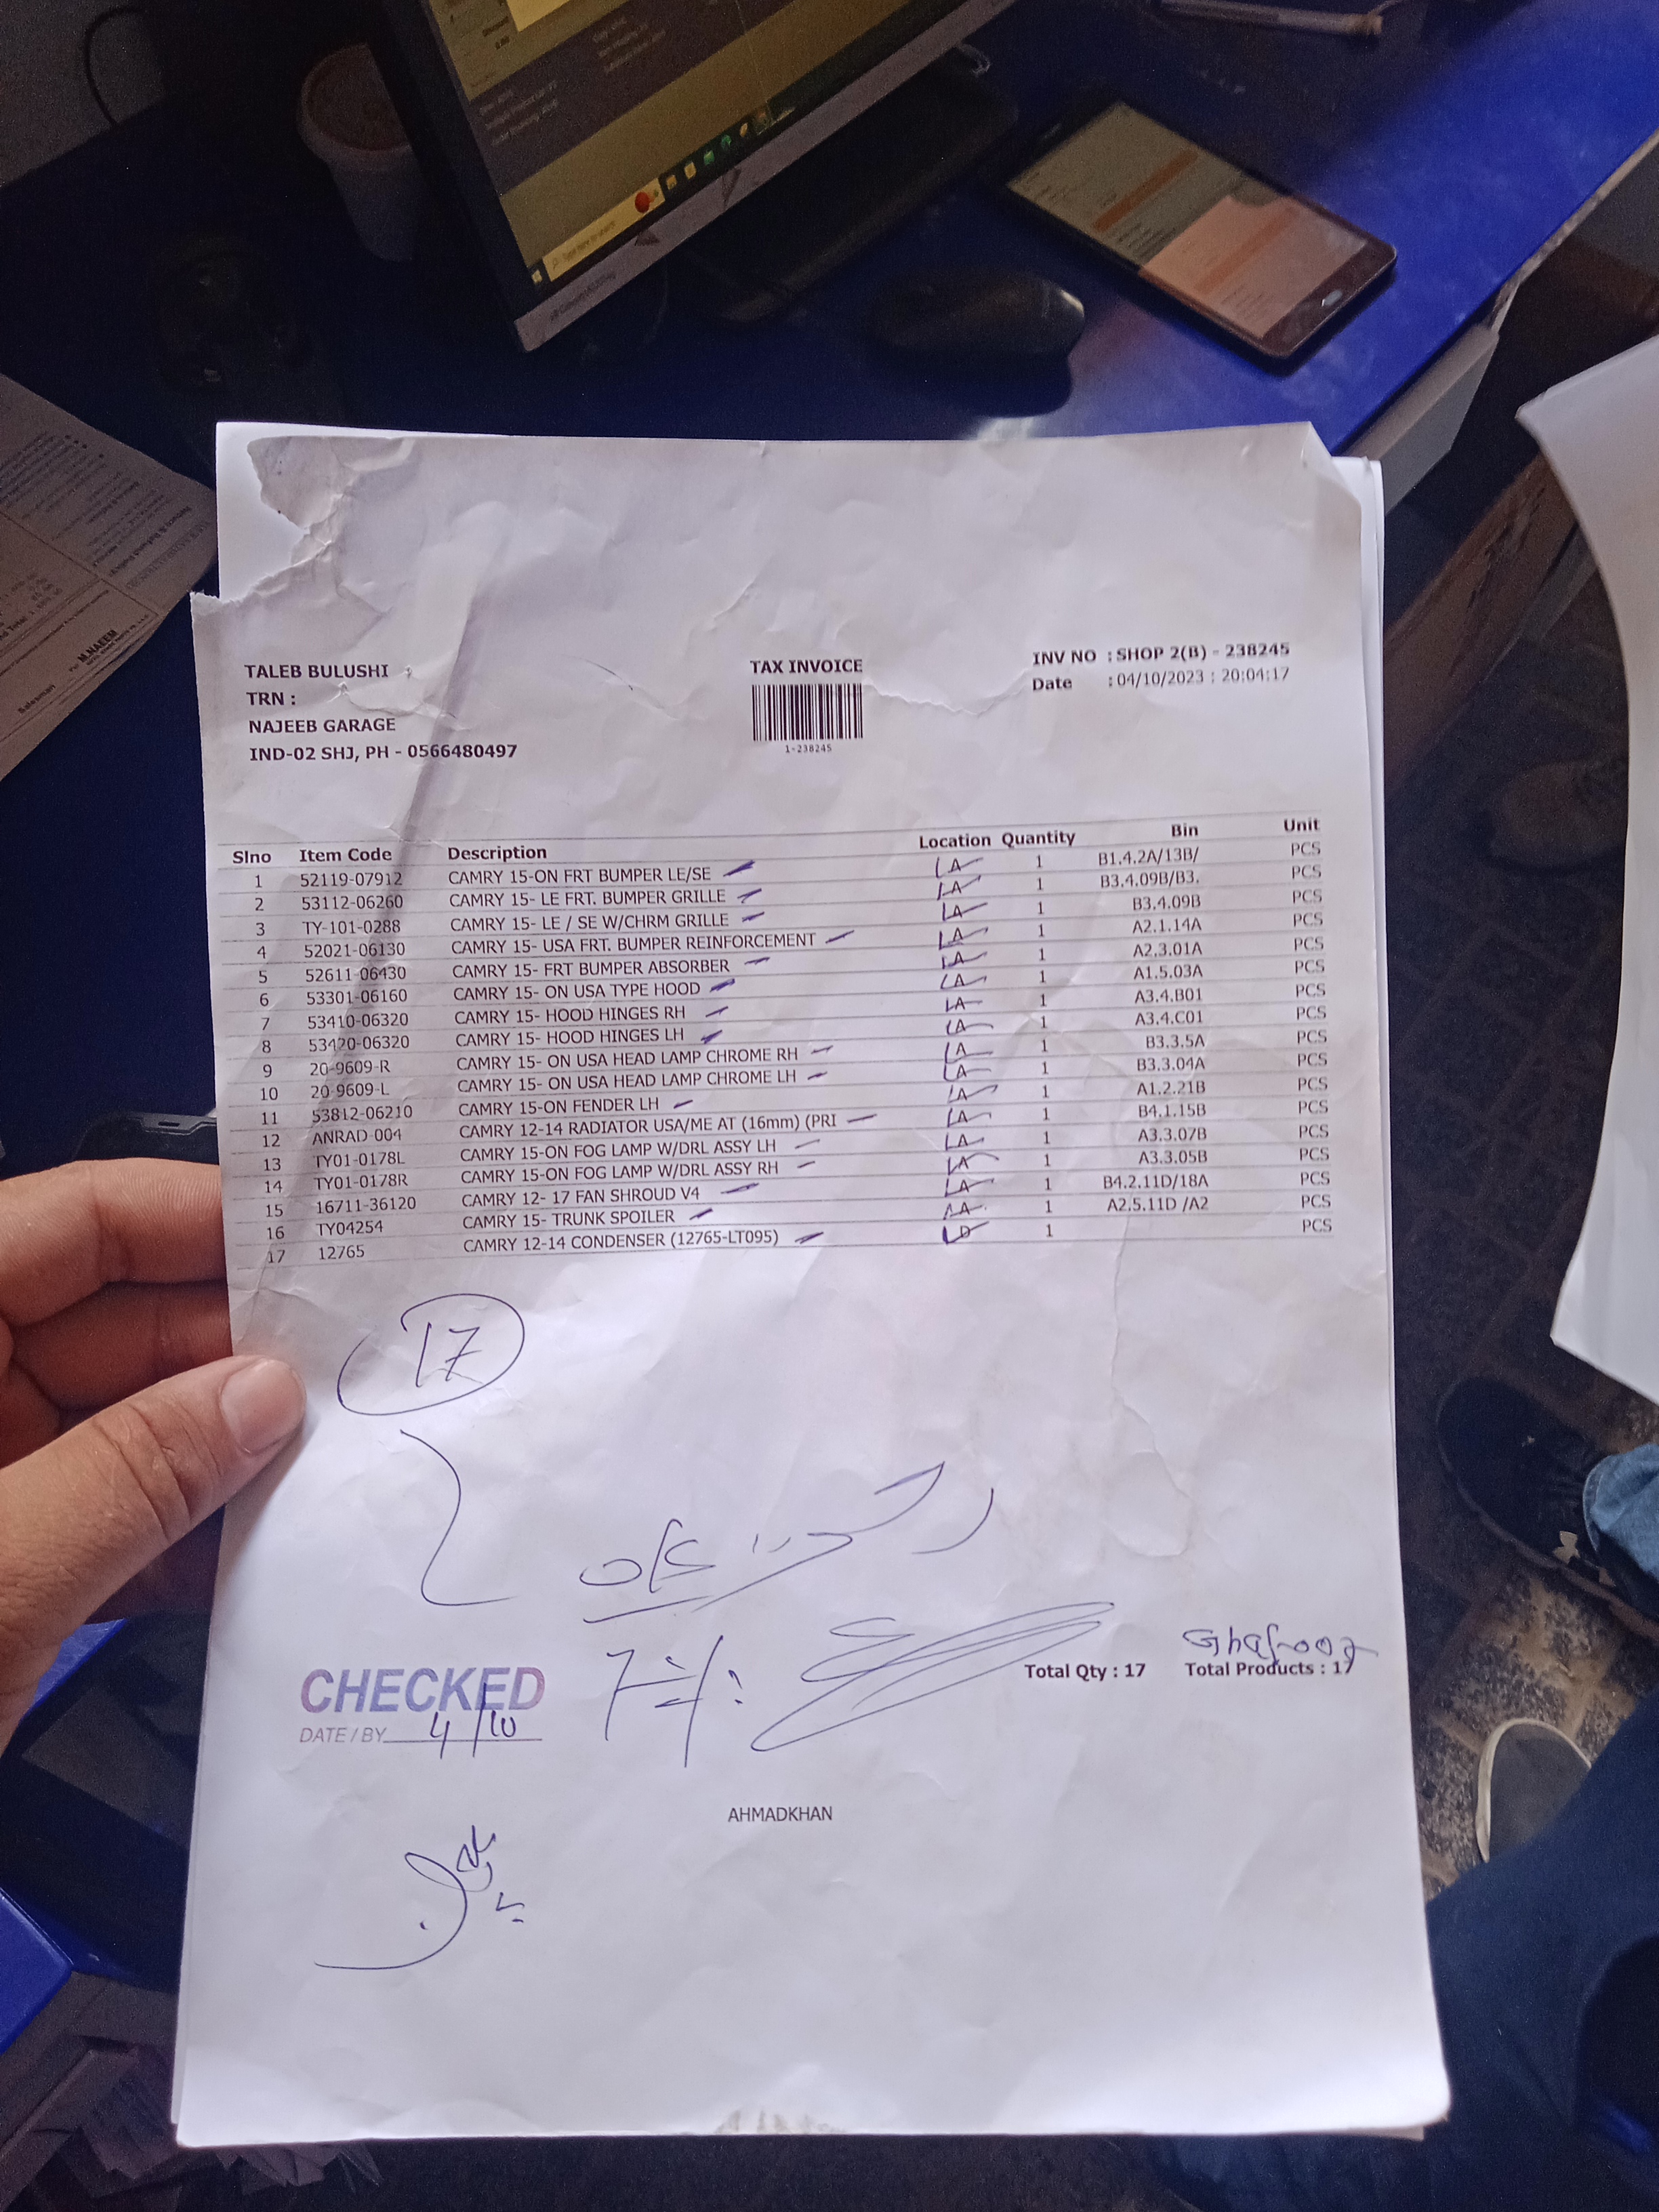 TALEB BULUSHI
TRN :
NAJEEB GARAGE
IND-02 SHJ, PH - 0566480497
TAX INVOICE
1-238245
INV NO : SHOP 2(B) - 238245
Date : 04/10/2023 : 20:04:17
Slno Item Code Description Location Quantity Bin Unit
1 52119-07912 CAMRY 15-ON FRT BUMPER LE/SE LA 1 B1.4.2A/13B/ PCS
2 53112-06260 CAMRY 15- LE FRT. BUMPER GRILLE LA 1 B3.4.09B/B3. PCS
3 TY-101-0288 CAMRY 15- LE / SE W/CHRM GRILLE LA 1 B3.4.09B PCS
4 52021-06130 CAMRY 15- USA FRT. BUMPER REINFORCEMENT LA 1 A2.1.14A PCS
5 52611-06430 CAMRY 15- FRT BUMPER ABSORBER LA 1 A2.3.01A PCS
6 53301-06160 CAMRY 15- ON USA TYPE HOOD LA 1 A1.5.03A PCS
7 53410-06320 CAMRY 15- HOOD HINGES RH LA 1 A3.4.B01 PCS
8 53420-06320 CAMRY 15- HOOD HINGES LH LA 1 A3.4.C01 PCS
9 20-9609-R CAMRY 15- ON USA HEAD LAMP CHROME RH LA 1 B3.3.5A PCS
10 20-9609-L CAMRY 15- ON USA HEAD LAMP CHROME LH LA 1 B3.3.04A PCS
11 53812-06210 CAMRY 15-ON FENDER LH LA 1 A1.2.21B PCS
12 ANRAD-004 CAMRY 12-14 RADIATOR USA/ME AT (16mm) (PRI LA 1 B4.1.15B PCS
13 TY01-0178L CAMRY 15-ON FOG LAMP W/DRL ASSY LH LA 1 A3.3.07B PCS
14 TY01-0178R CAMRY 15-ON FOG LAMP W/DRL ASSY RH LA 1 A3.3.05B PCS
15 16711-36120 CAMRY 12- 17 FAN SHROUD V4 LA 1 B4.2.11D/18A PCS
16 TY04254 CAMRY 15- TRUNK SPOILER LA 1 A2.5.11D /A2 PCS
17 12765 CAMRY 12-14 CONDENSER (12765-LT095) 1 PCS
17
Ghafoor
Total Qty : 17 Total Products : 17
CHECKED
DATE / BY 4/10
AHMADKHAN
M.NAEEM
Salesman